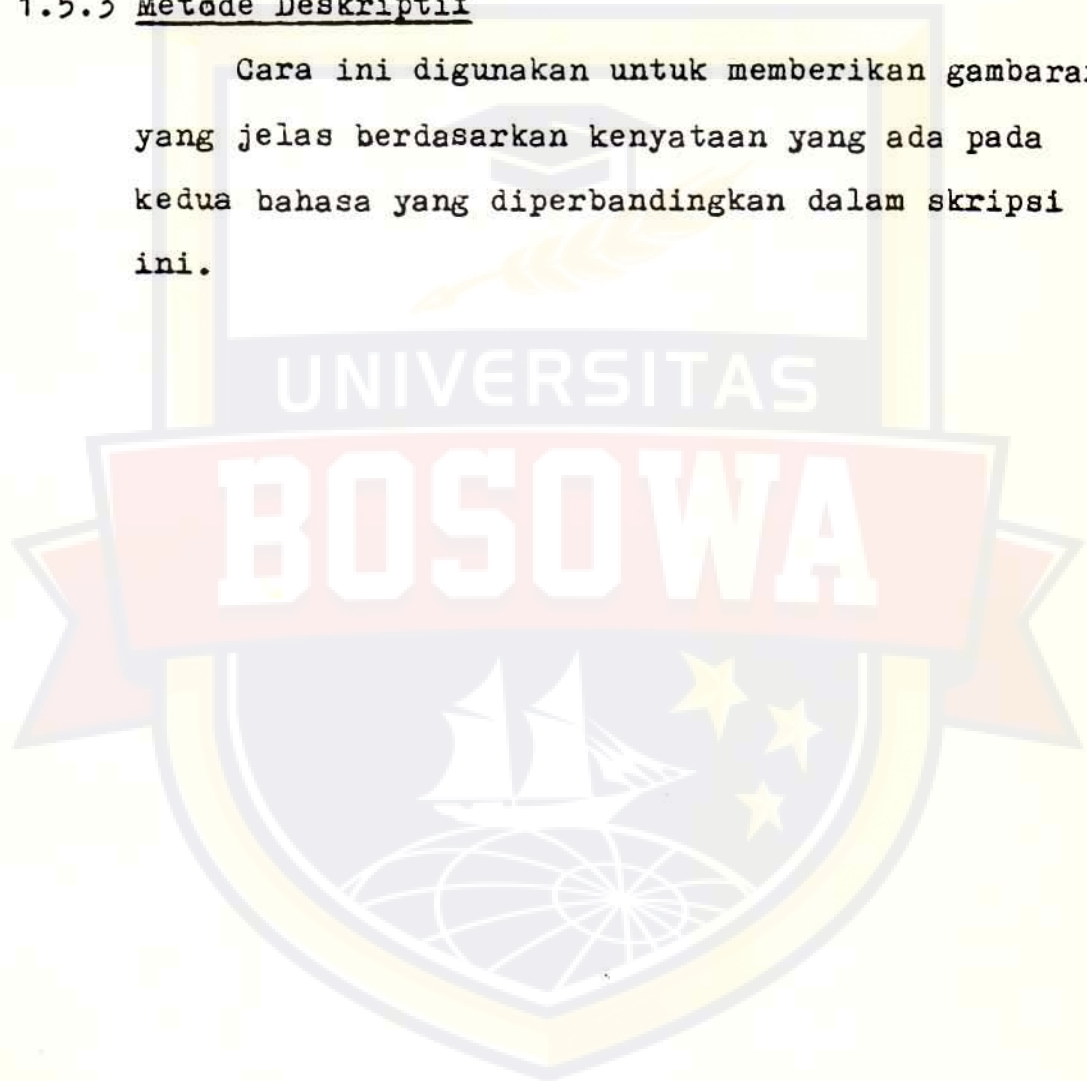 1.5.3 Metode Deskriptif
Cara ini digunakan untuk memberikan gambaran
yang jelas berdasarkan kenyataan yang ada pada
kedua bahasa yang diperbandingkan dalam skripsi
ini.
UNIVERSITAS
BOSOWA